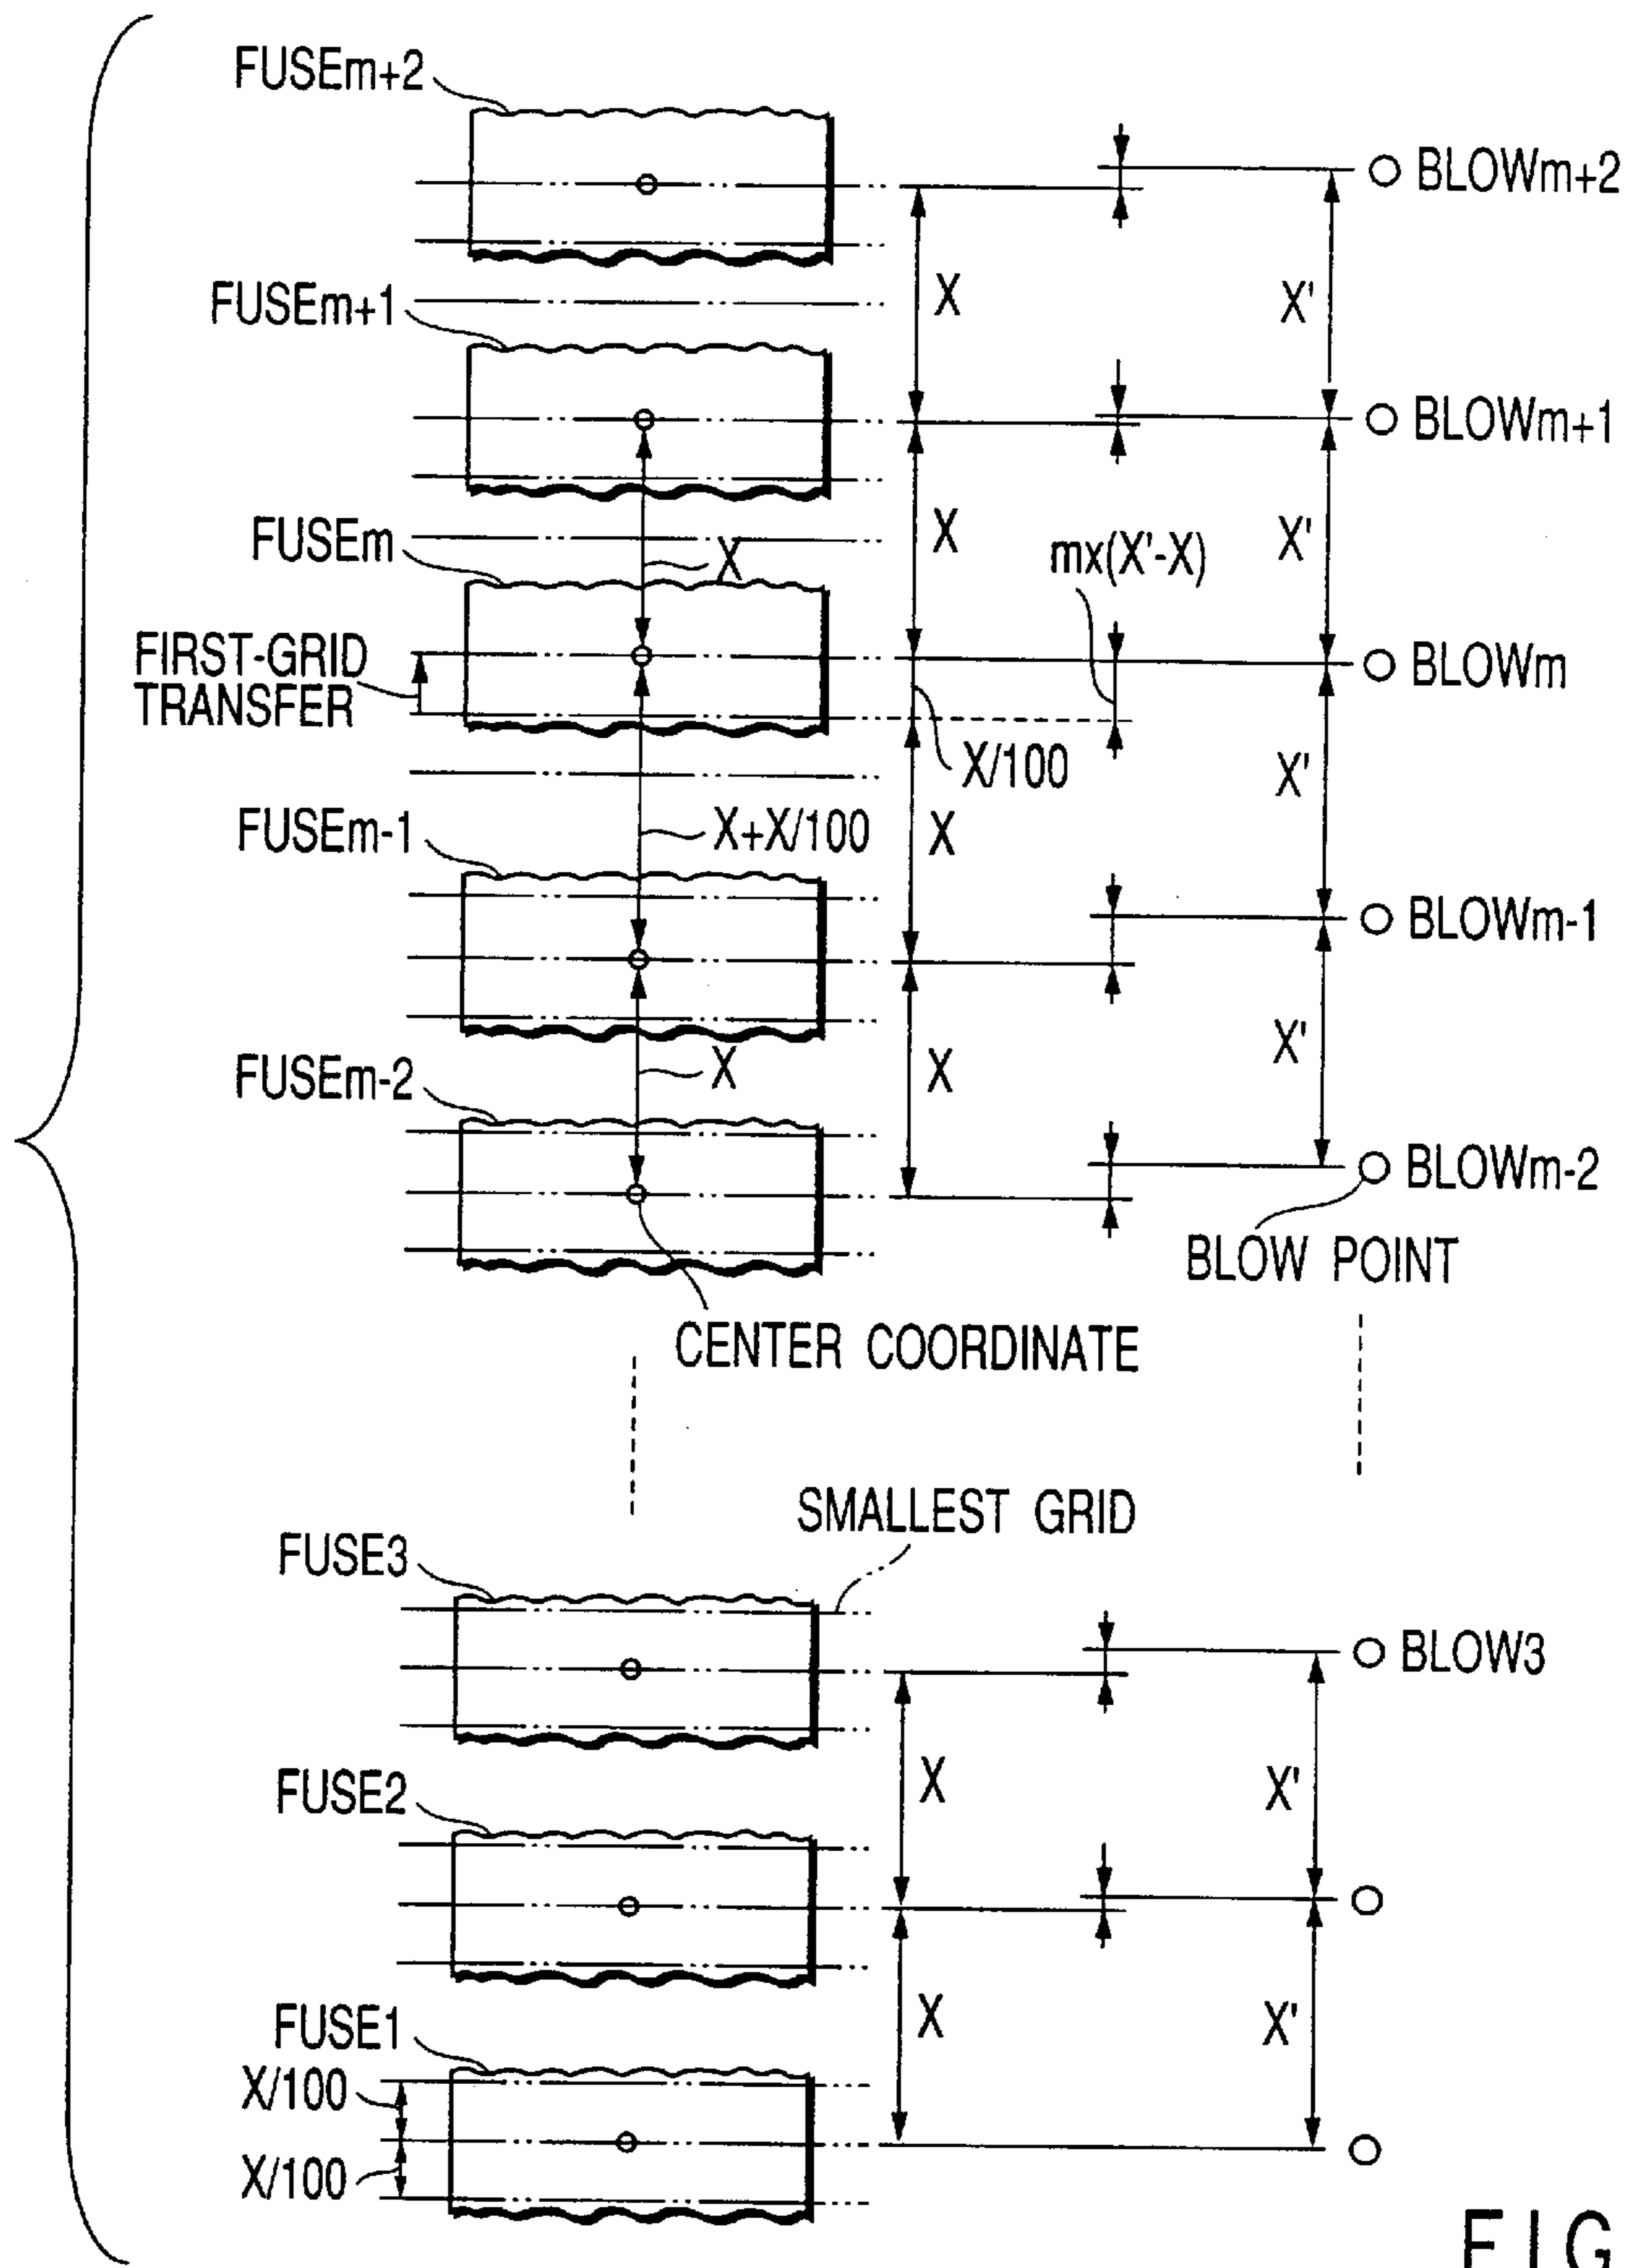 FUSEm+2
BLOWm+2
X
X'
FUSEm+1
BLOWm+1
X
X'
FUSEm
X
mx(X'-X)
FIRST-GRID
TRANSFER
BLOWm
X/100
X'
FUSEm-1
X+X/100
X
BLOWm-1
X'
FUSEm-2
X
X
BLOWm-2
BLOW POINT
CENTER COORDINATE
SMALLEST GRID
FUSE3
BLOW3
X
X'
FUSE2
X
X'
FUSE1
X/100
X/100
FIG